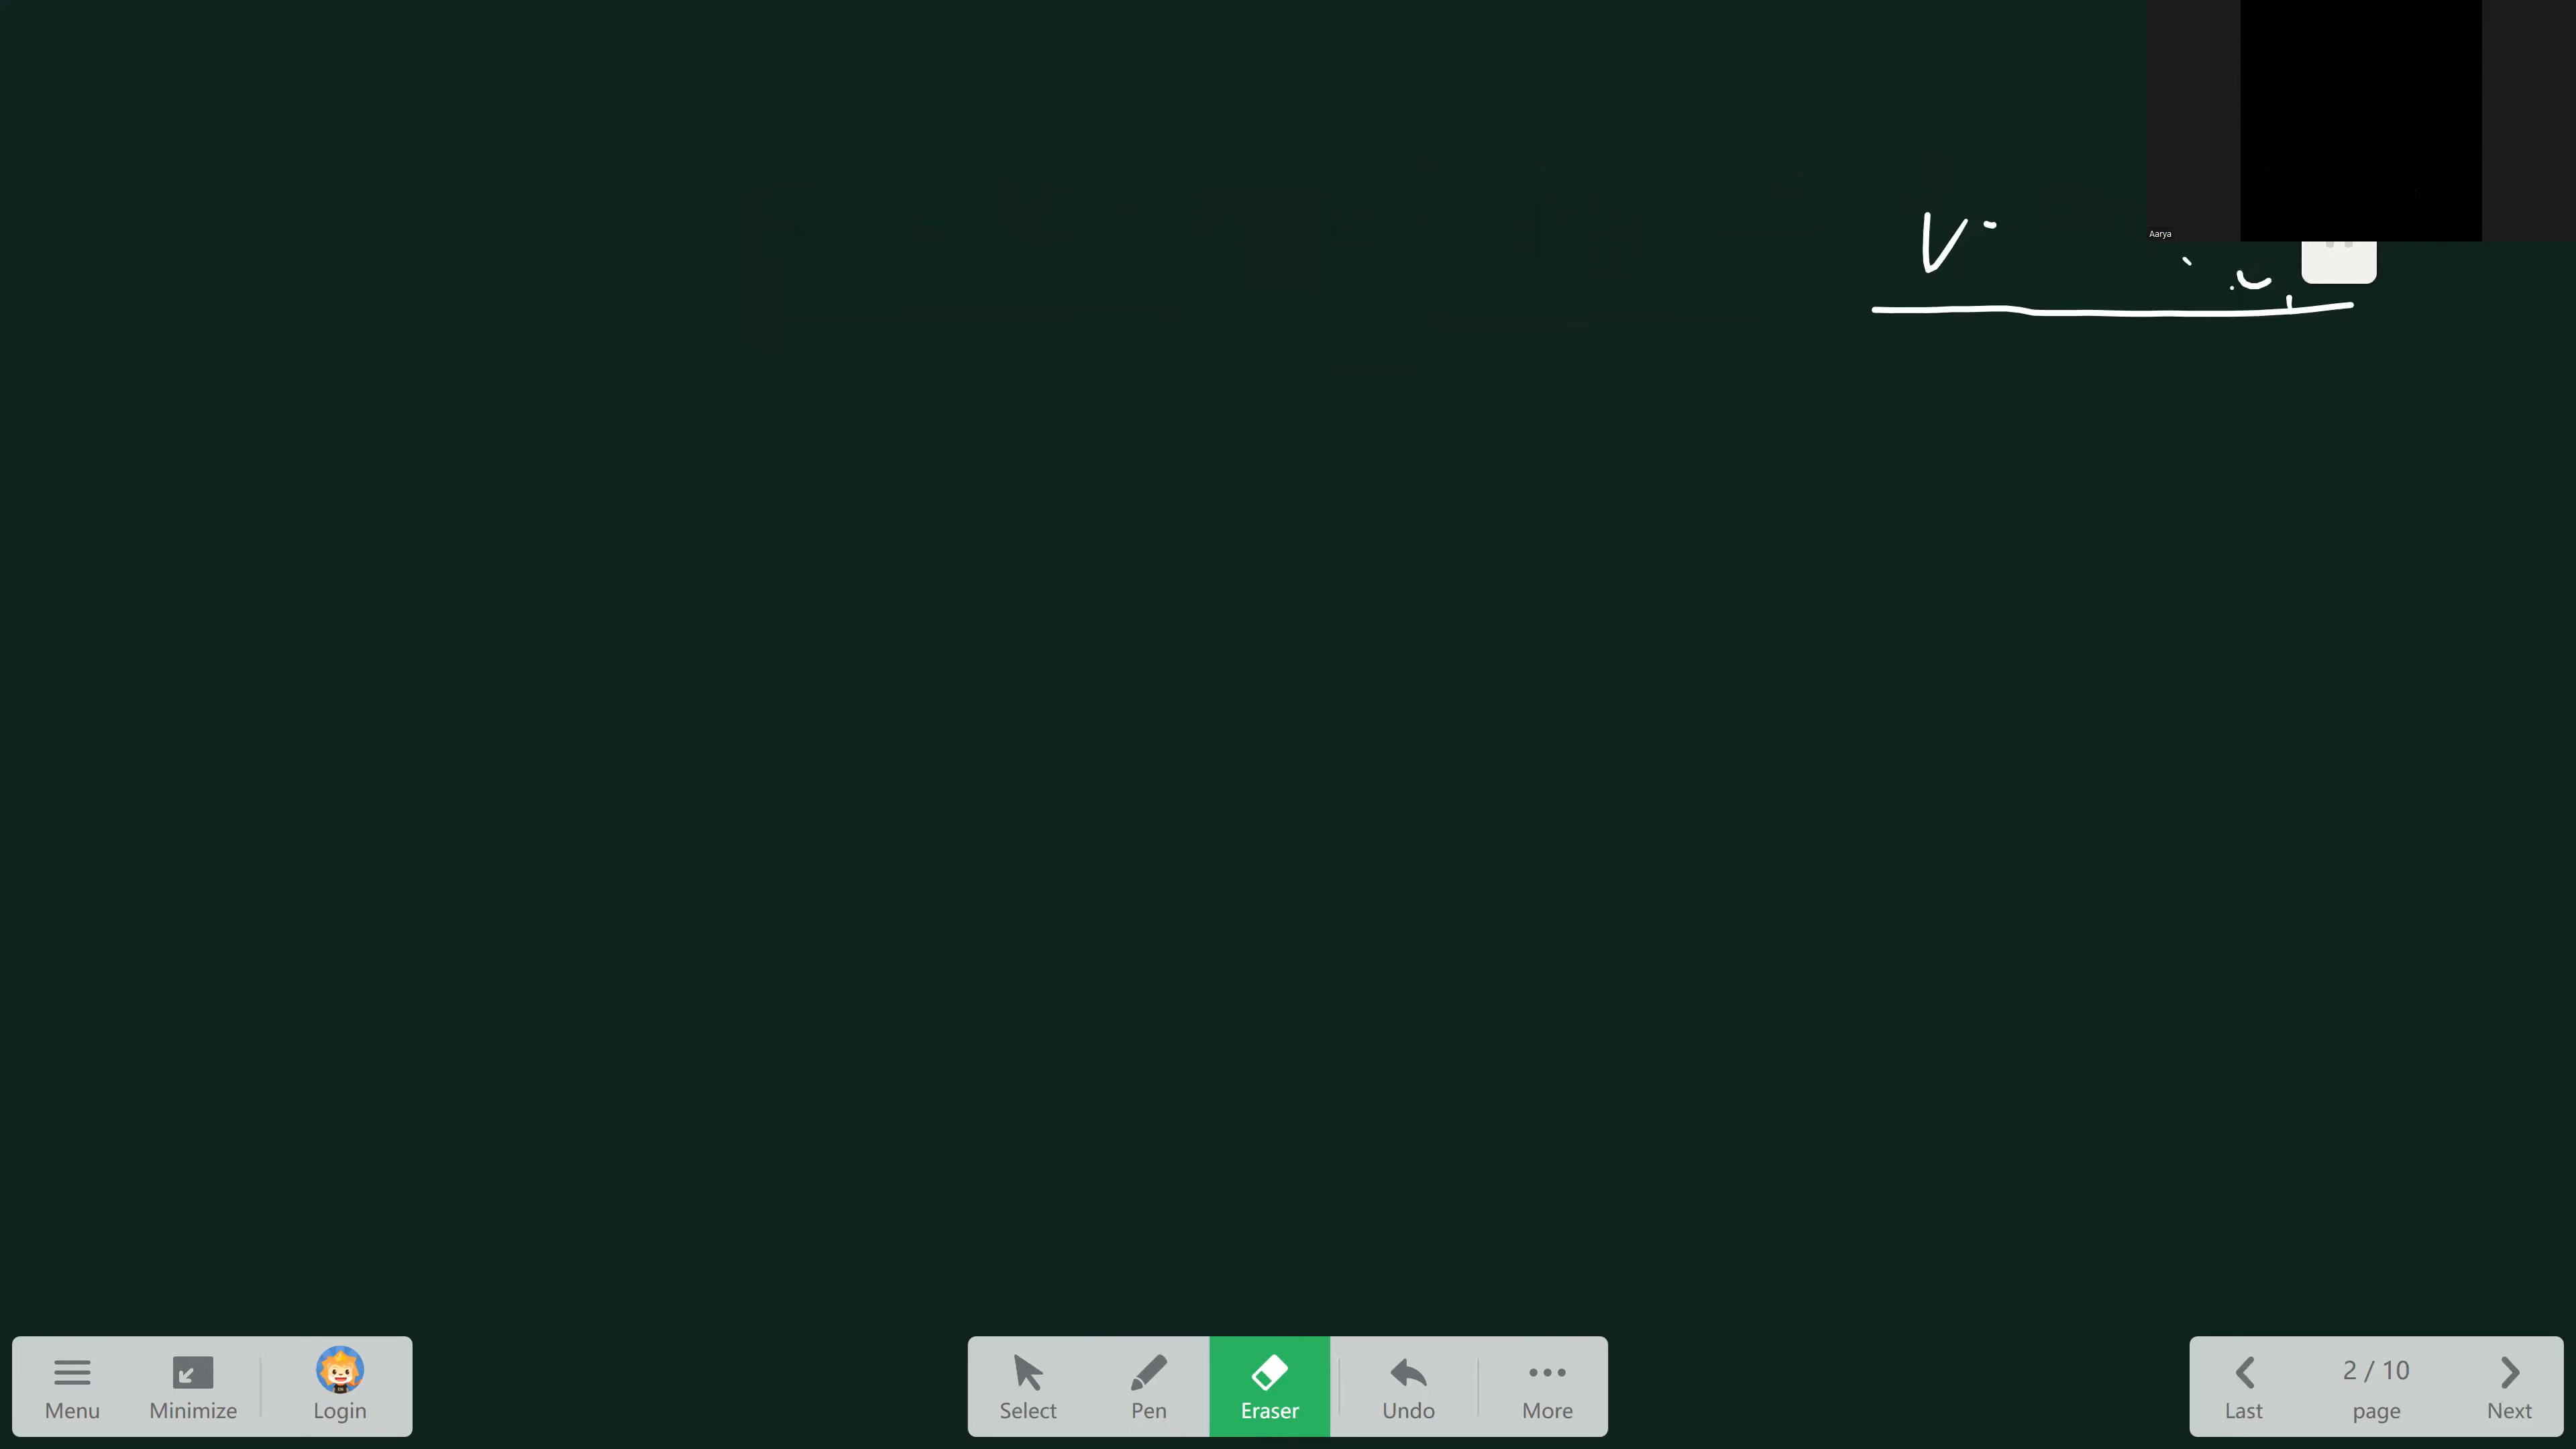 Aarya
V
Menu Minimize Login Select Pen Eraser Undo More Last 2 / 10 page Next